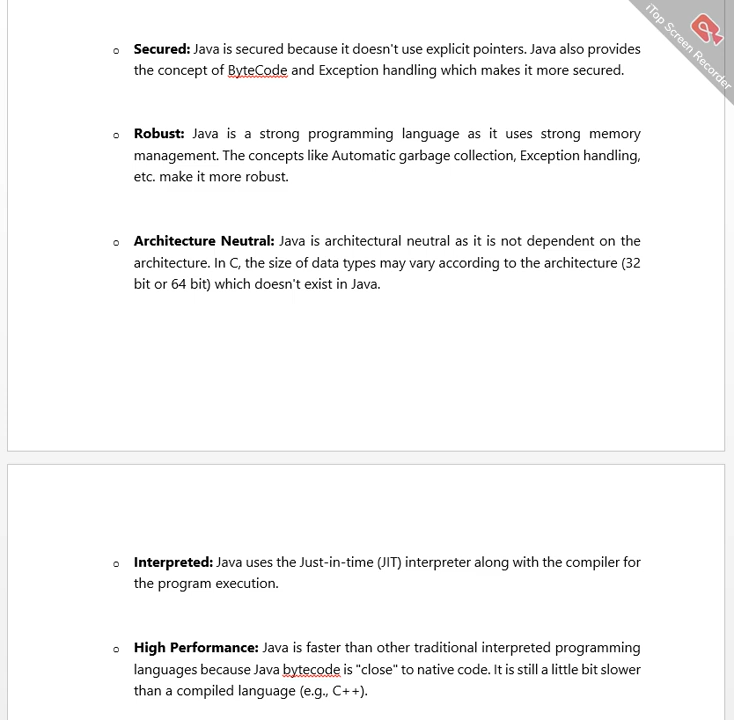 iTop Screen Recorder
o Secured: Java is secured because it doesn't use explicit pointers. Java also provides
the concept of ByteCode and Exception handling which makes it more secured.
o Robust: Java is a strong programming language as it uses strong memory
management. The concepts like Automatic garbage collection, Exception handling,
etc. make it more robust.
o Architecture Neutral: Java is architectural neutral as it is not dependent on the
architecture. In C, the size of data types may vary according to the architecture (32
bit or 64 bit) which doesn't exist in Java.
o Interpreted: Java uses the Just-in-time (JIT) interpreter along with the compiler for
the program execution.
o High Performance: Java is faster than other traditional interpreted programming
languages because Java bytecode is "close" to native code. It is still a little bit slower
than a compiled language (e.g., C++).